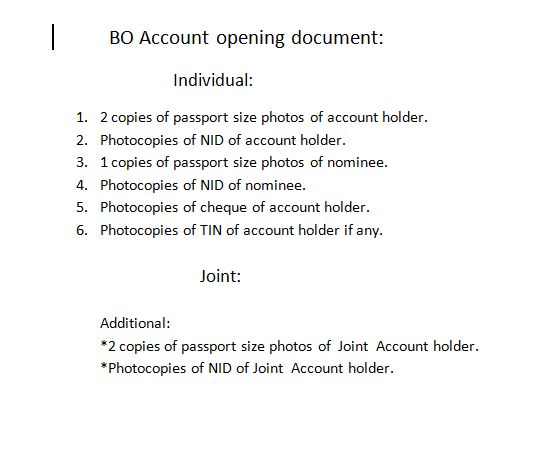 BO Account opening document:
Individual:
1. 2 copies of passport size photos of account holder.
2. Photocopies of NID of account holder.
3. 1 copies of passport size photos of nominee.
4. Photocopies of NID of nominee.
5. Photocopies of cheque of account holder.
6. Photocopies of TIN of account holder if any.
Joint:
Additional:
*2 copies of passport size photos of Joint Account holder.
*Photocopies of NID of Joint Account holder.